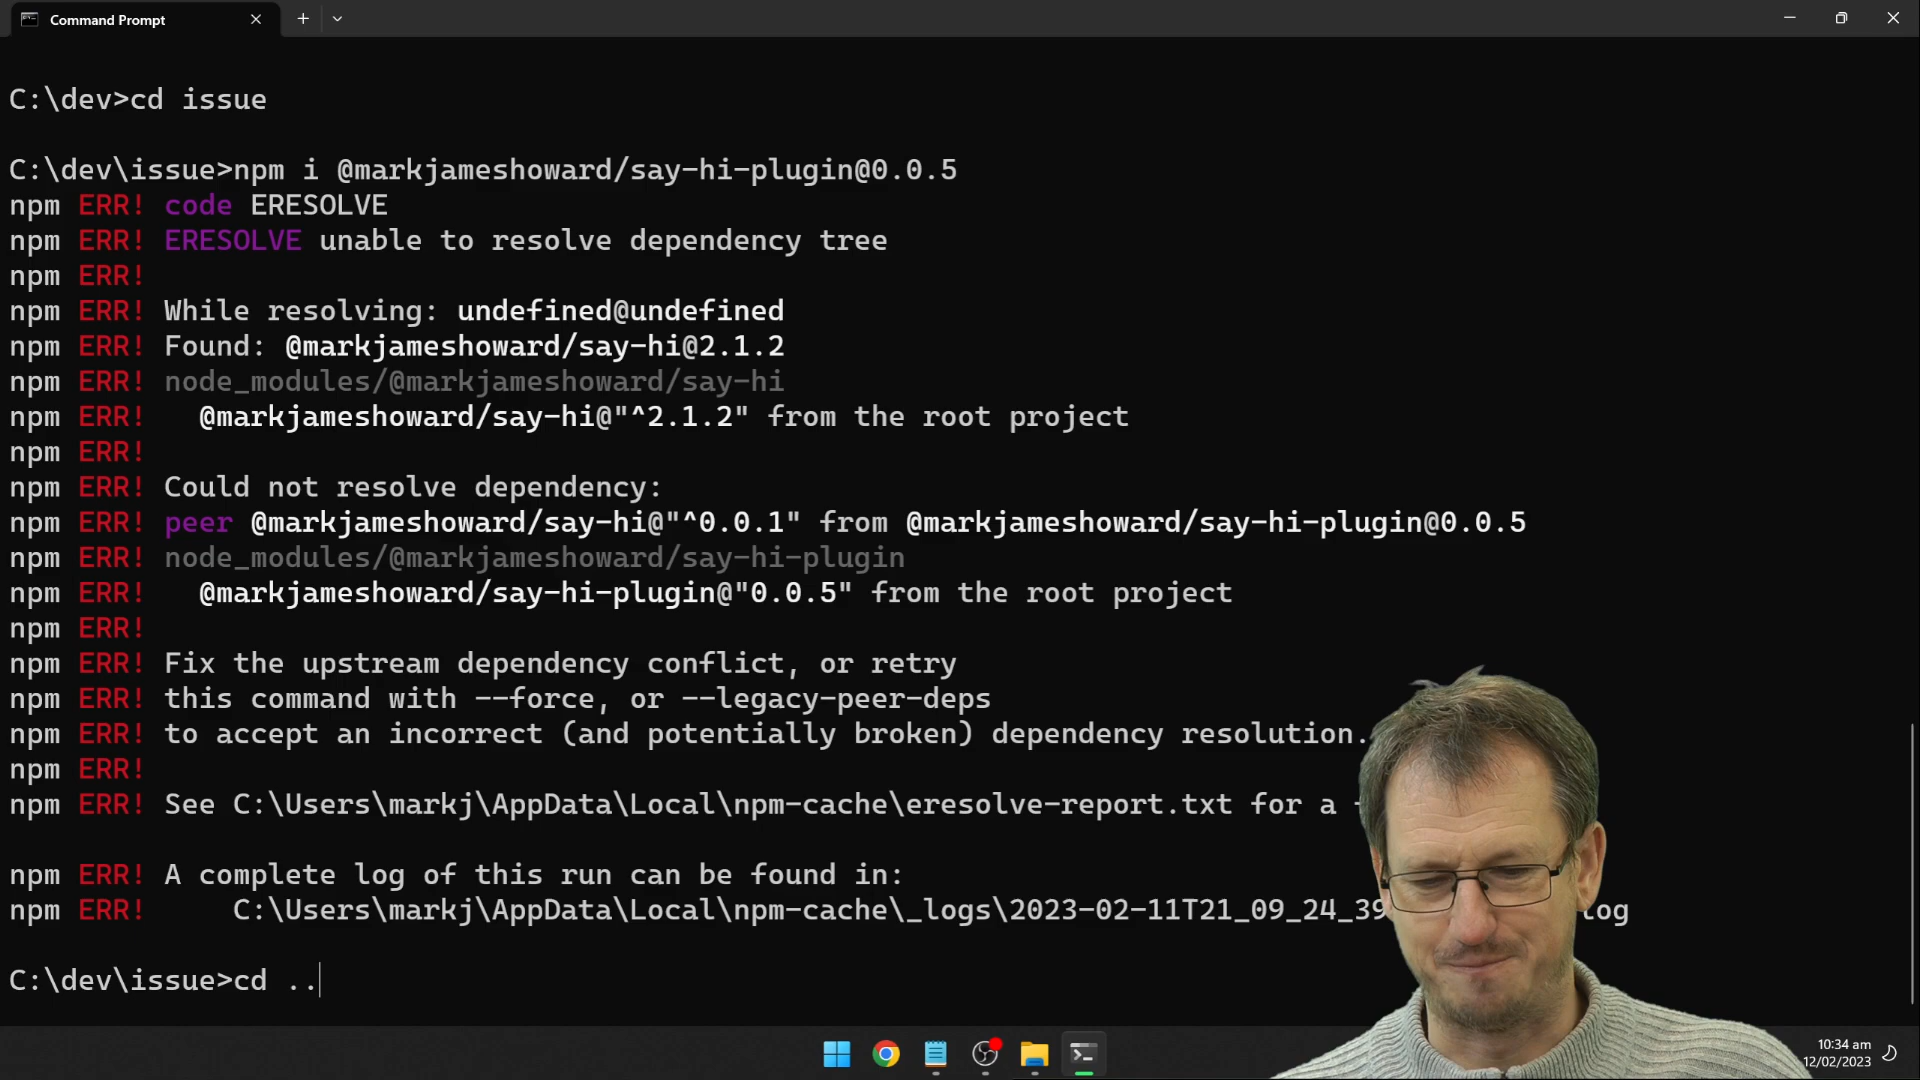 Command Prompt
C:\dev>cd issue
C:\dev\issue>npm i @markjameshoward/say-hi-plugin@0.0.5
npm ERR! code ERESOLVE
npm ERR! ERESOLVE unable to resolve dependency tree
npm ERR!
npm ERR! While resolving: undefined@undefined
npm ERR! Found: @markjameshoward/say-hi@2.1.2
npm ERR! node_modules/@markjameshoward/say-hi
npm ERR!   @markjameshoward/say-hi@"^2.1.2" from the root project
npm ERR!
npm ERR! Could not resolve dependency:
npm ERR! peer @markjameshoward/say-hi@"^0.0.1" from @markjameshoward/say-hi-plugin@0.0.5
npm ERR! node_modules/@markjameshoward/say-hi-plugin
npm ERR!   @markjameshoward/say-hi-plugin@"0.0.5" from the root project
npm ERR!
npm ERR! Fix the upstream dependency conflict, or retry
npm ERR! this command with --force, or --legacy-peer-deps
npm ERR! to accept an incorrect (and potentially broken) dependency resolution.
npm ERR!
npm ERR! See C:\Users\markj\AppData\Local\npm-cache\eresolve-report.txt for a
npm ERR! A complete log of this run can be found in:
npm ERR!     C:\Users\markj\AppData\Local\npm-cache\_logs\2023-02-11T21_09_24_39 log
C:\dev\issue>cd ..
10:34 am
12/02/2023